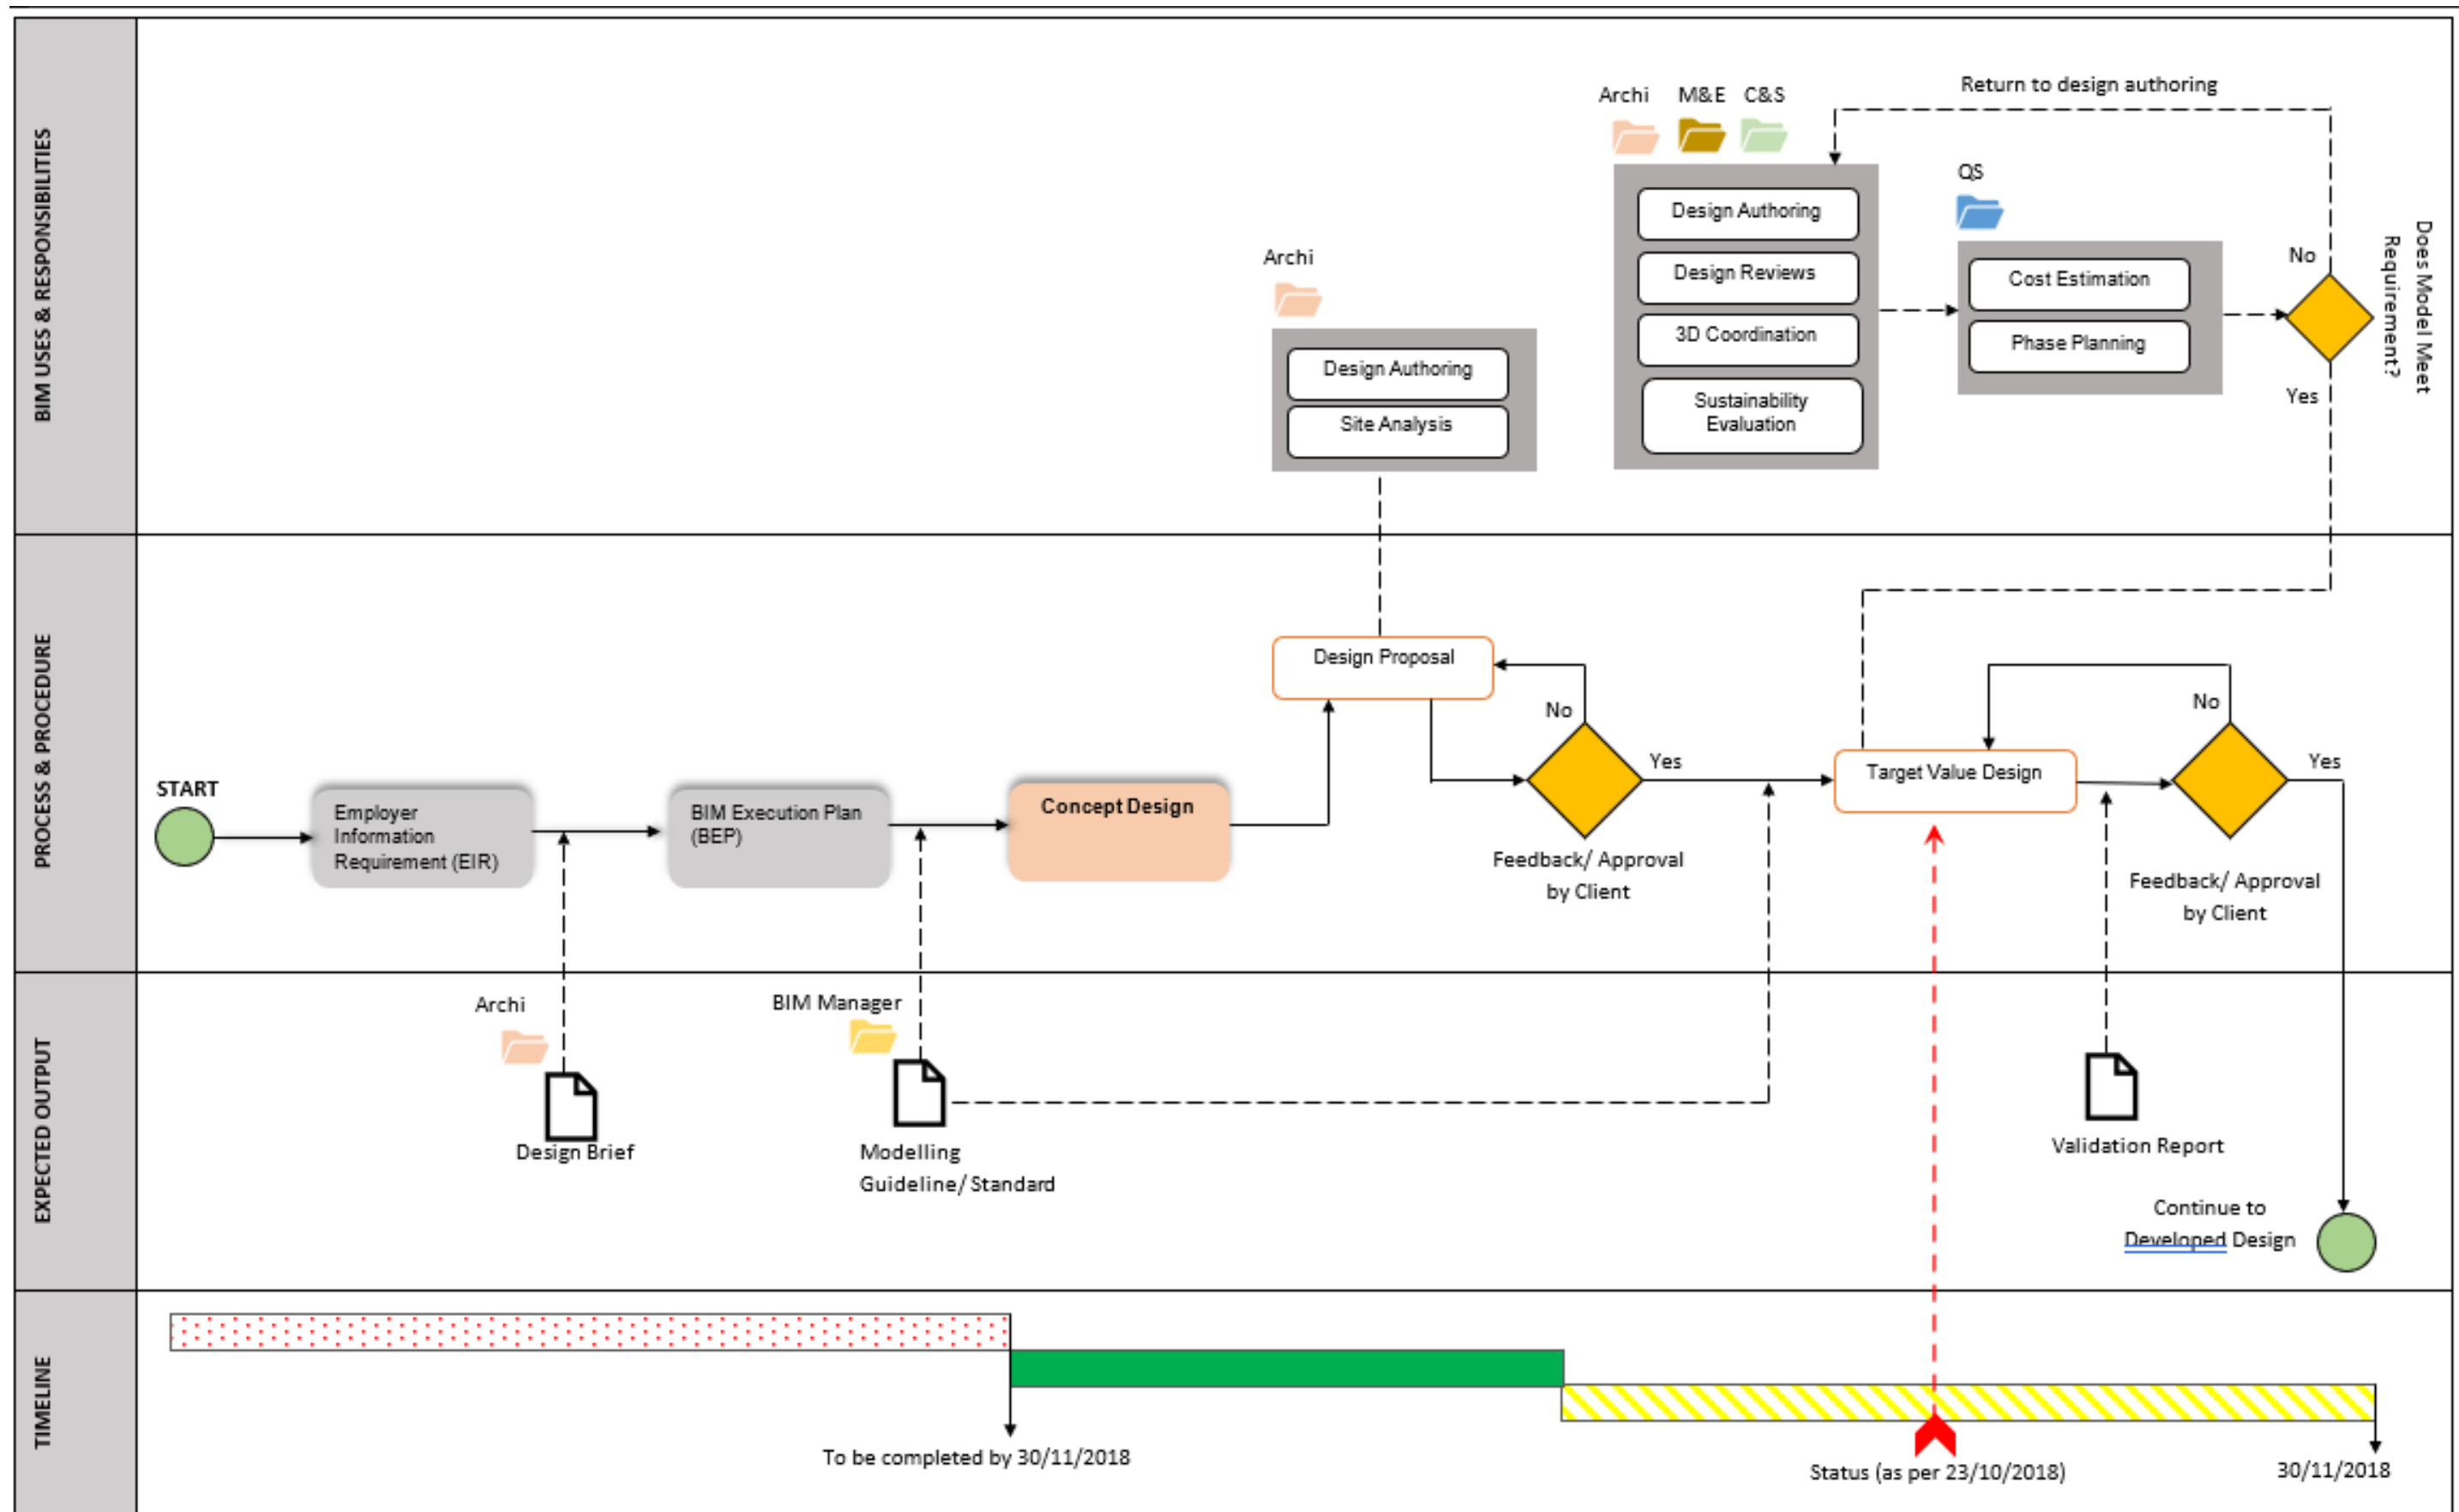 BIM USES & RESPONSIBILITIES
Return to design authoring
Archi
M&E
C&S
Design Authoring
Design Reviews
3D Coordination
Sustainability
Evaluation
QS
Cost Estimation
Phase Planning
No
Yes
Does Model Meet
Requirement?
Archi
Design Authoring
Site Analysis
PROCESS & PROCEDURE
START
Employer
Information
Requirement (EIR)
BIM Execution Plan
(BEP)
Concept Design
Design Proposal
No
Yes
Feedback/ Approval
by Client
Target Value Design
No
Yes
Feedback/ Approval
by Client
EXPECTED OUTPUT
Archi
Design Brief
BIM Manager
Modelling
Guideline/ Standard
Validation Report
Continue to
Developed Design
TIMELINE
To be completed by 30/11/2018
Status (as per 23/10/2018)
30/11/2018